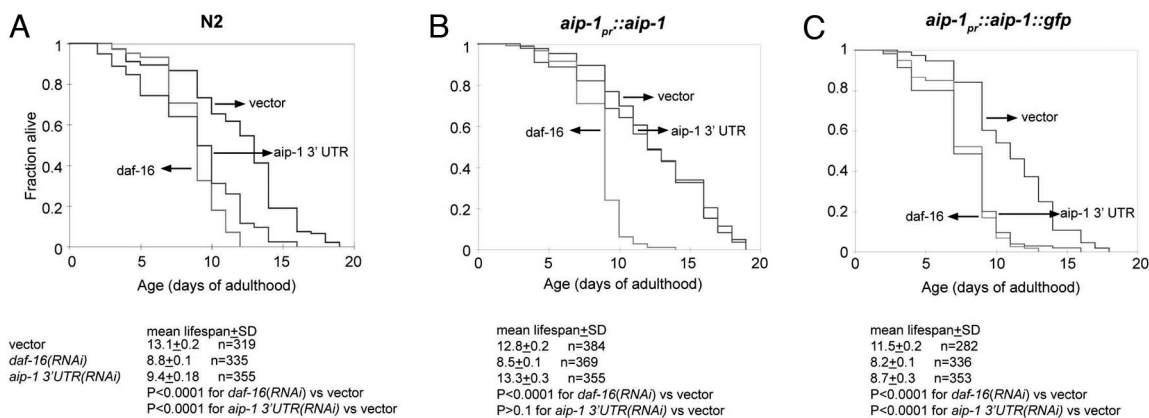 A
N2
1
0.8
0.6
0.4
0.2
0
Fraction alive
vector
aip-1 3' UTR
daf-16
0 5 10 15 20
Age (days of adulthood)
mean lifespan±SD
vector 13.1±0.2 n=319
daf-16(RNAi) 8.8±0.1 n=335
aip-1 3'UTR(RNAi) 9.4±0.18 n=355
P<0.0001 for daf-16(RNAi) vs vector
P<0.0001 for aip-1 3'UTR(RNAi) vs vector
B
aip-1pr::aip-1
1
0.8
0.6
0.4
0.2
0
vector
daf-16
aip-1 3' UTR
0 5 10 15 20
Age (days of adulthood)
mean lifespan±SD
12.8±0.2 n=384
8.5±0.1 n=369
13.3±0.3 n=355
P<0.0001 for daf-16(RNAi) vs vector
P>0.1 for aip-1 3'UTR(RNAi) vs vector
C
aip-1pr::aip-1::gfp
1
0.8
0.6
0.4
0.2
0
vector
daf-16
aip-1 3' UTR
0 5 10 15 20
Age (days of adulthood)
mean lifespan±SD
11.5±0.2 n=282
8.2±0.1 n=336
8.7±0.3 n=353
P<0.0001 for daf-16(RNAi) vs vector
P<0.0001 for aip-1 3'UTR(RNAi) vs vector